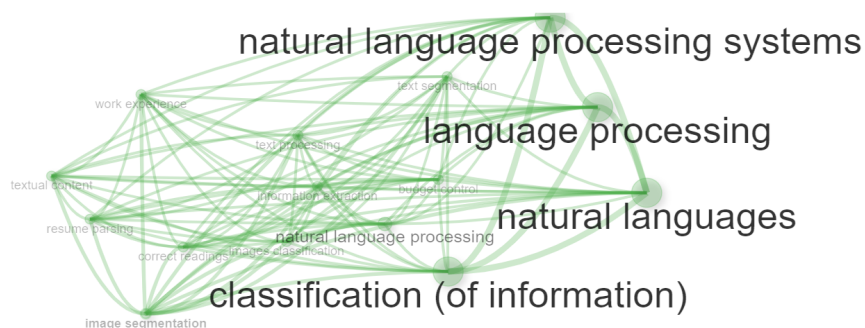 natural language processing systems
text segmentation
work experience
language processing
text processing
textual content
information extraction
budget control
natural languages
resume parsing
natural language processing
images classification
correct readings
classification (of information)
image segmentation